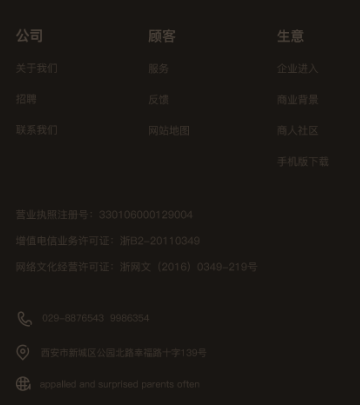 公司 顾客 生意
关于我们 服务 企业进入
招聘 反馈 商业背景
联系我们 网站地图 商人社区
手机版下载
营业执照注册号：330106000129004
增值电信业务许可证：浙B2-20110349
网络文化经营许可证：浙网文（2016）0349-219号
029-8876543 9986354
西安市新城区公园北路幸福路十字139号
appelled and surprised parents often